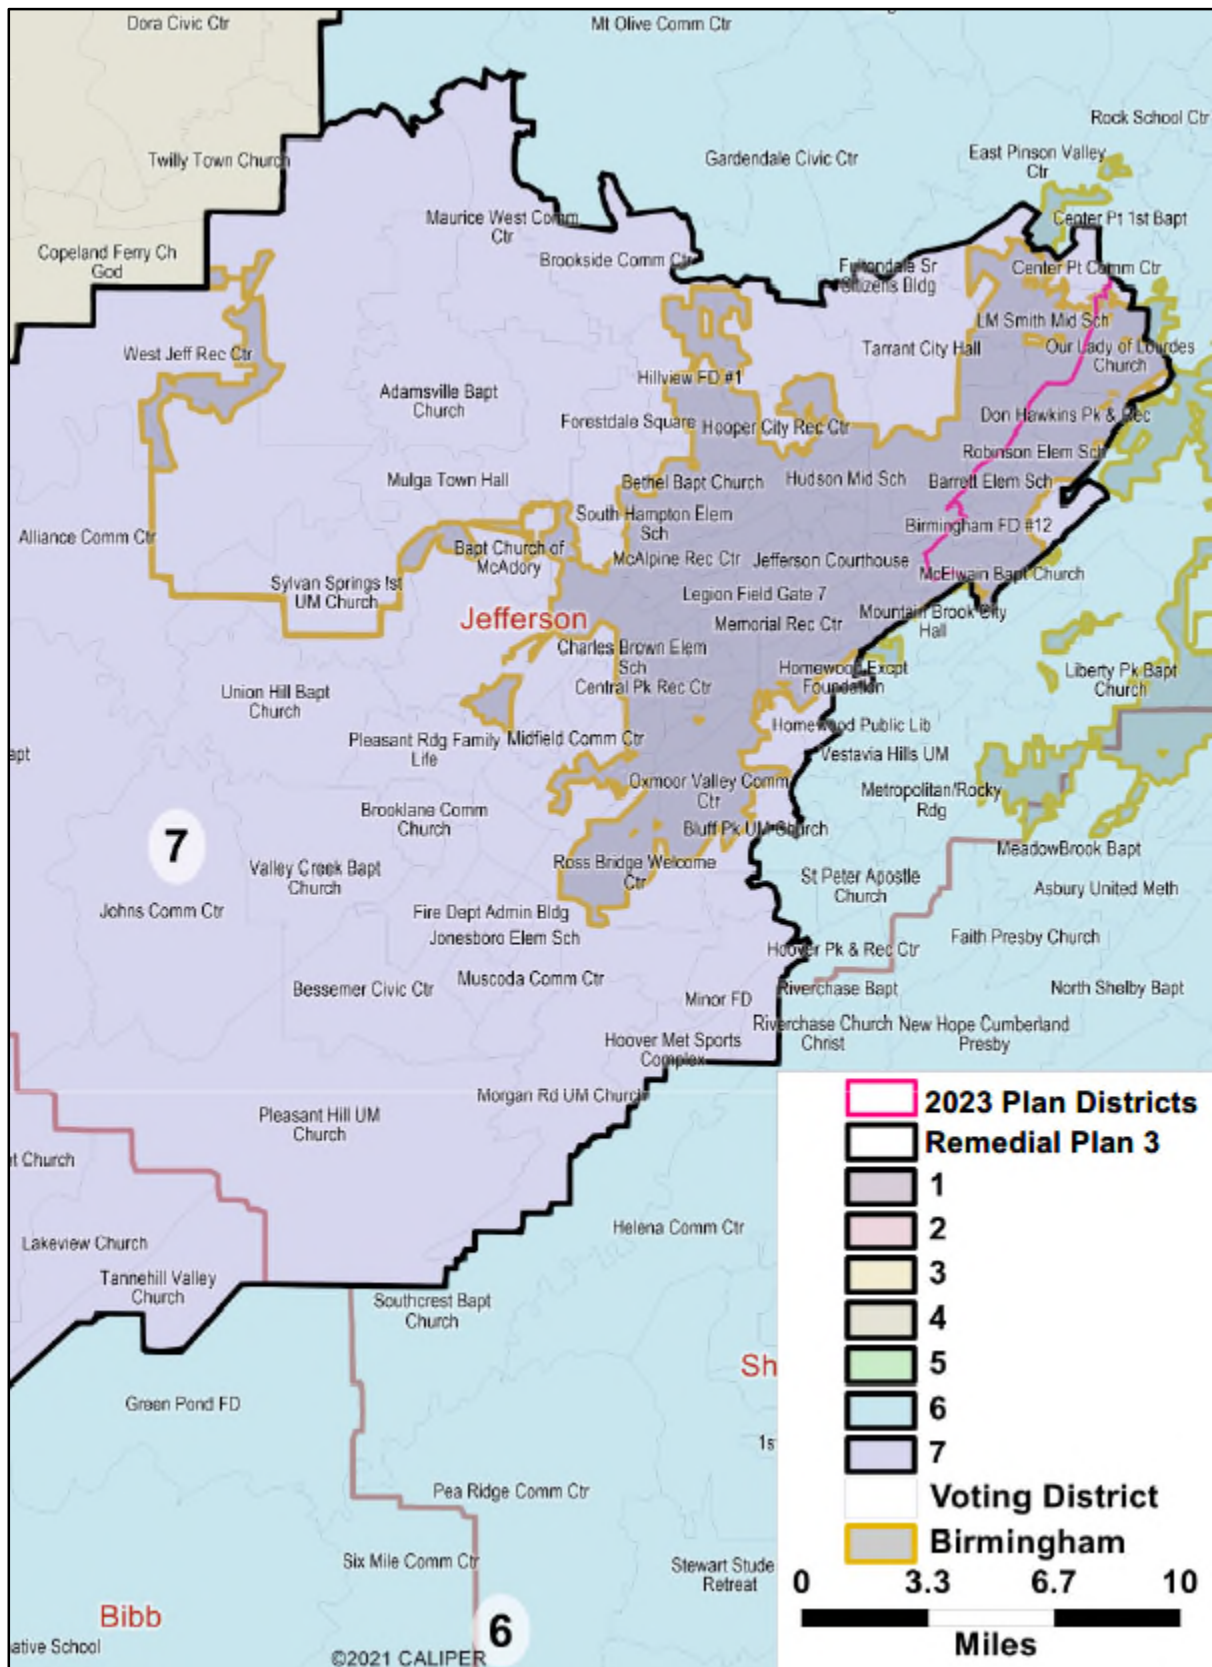 Dora Civic Ctr
Mt Olive Comm Ctr
Rock School Ctr
Twilly Town Church
Gardendale Civic Ctr
East Pinson Valley
Ctr
Maurice West Comm
Ctr
Center Pt 1st Bapt
Copeland Ferry Ch
God
Brookside Comm Ctr
Fultondale Sr
Citizens Bldg
Center Pt Comm Ctr
LM Smith Mid Sch
West Jeff Rec Ctr
Tarrant City Hall
Our Lady of Lourdes
Church
Hillview FD #1
Adamsville Bapt
Church
Forestdale Square
Hooper City Rec Ctr
Don Hawkins Pk & Rec
Robinson Elem Sch
Mulga Town Hall
Bethel Bapt Church
Hudson Mid Sch
Barrett Elem Sch
South Hampton Elem
Sch
Birmingham FD #12
Alliance Comm Ctr
Bapt Church of
McAdory
McAlpine Rec Ctr
Jefferson Courthouse
McElwain Bapt Church
Sylvan Springs Ist
UM Church
Legion Field Gate 7
Jefferson
Memorial Rec Ctr
Mountain Brook City
Hall
Charles Brown Elem
Sch
Central Pk Rec Ctr
Homewood Excpt
Foundation
Liberty Pk Bapt
Church
Union Hill Bapt
Church
Homewood Public Lib
Pleasant Rdg Family
Life
Midfield Comm Ctr
Vestavia Hills UM
apt
Oxmoor Valley Comm
Ctr
Metropolitan/Rocky
Rdg
Brooklane Comm
Church
7
Bluff Pk UM Church
MeadowBrook Bapt
Valley Creek Bapt
Church
Ross Bridge Welcome
Ctr
St Peter Apostle
Church
Asbury United Meth
Johns Comm Ctr
Fire Dept Admin Bldg
Jonesboro Elem Sch
Hoover Pk & Rec Ctr
Faith Presby Church
Bessemer Civic Ctr
Muscoda Comm Ctr
Minor FD
Riverchase Bapt
North Shelby Bapt
Hoover Met Sports
Complex
Riverchase Church
Christ
New Hope Cumberland
Presby
Morgan Rd UM Church
Pleasant Hill UM
Church
t Church
Lakeview Church
Helena Comm Ctr
Tannehill Valley
Church
Southcrest Bapt
Church
Green Pond FD
Sh
1s
Pea Ridge Comm Ctr
Six Mile Comm Ctr
Stewart Stude
Retreat
Bibb
6
ative School
©2021 CALIPER
2023 Plan Districts
Remedial Plan 3
1
2
3
4
5
6
7
Voting District
Birmingham
0 3.3 6.7 10
Miles